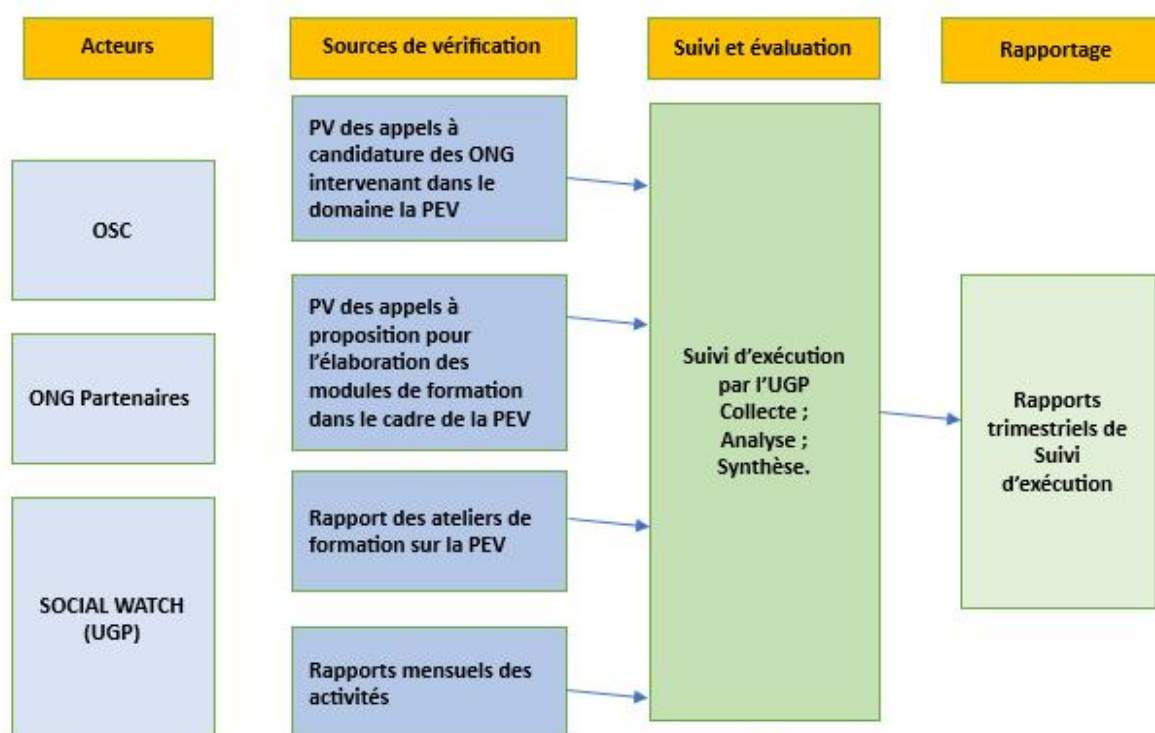 Acteurs
Sources de vérification
Suivi et évaluation
Rapportage
OSC
ONG Partenaires
SOCIAL WATCH
(UGP)
PV des appels à
candidature des ONG
intervenant dans le
domaine la PEV
PV des appels à
proposition pour
l’élaboration des
modules de formation
dans le cadre de la PEV
Rapport des ateliers de
formation sur la PEV
Rapports mensuels des
activités
Suivi d’exécution
par l’UGP
Collecte ;
Analyse ;
Synthèse.
Rapports
trimestriels de
Suivi
d’exécution